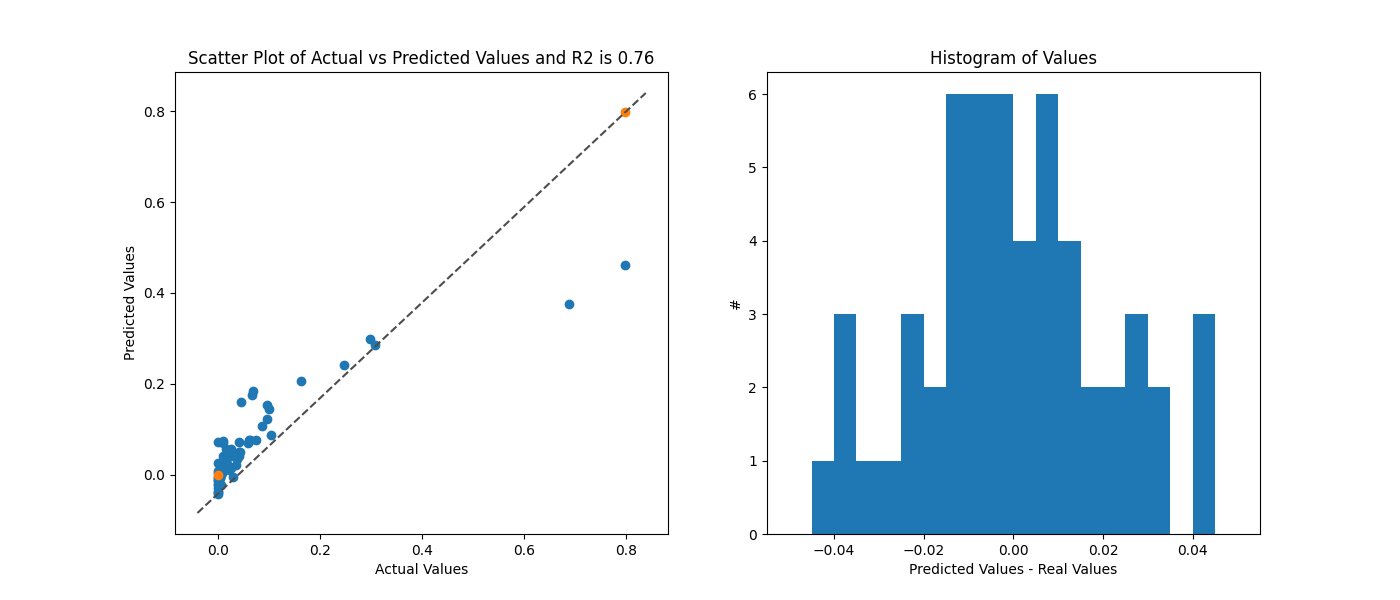 Scatter Plot of Actual vs Predicted Values and R2 is 0.76
0.8
0.6
0.4
0.2
0.0
Predicted Values
0.0 0.2 0.4 0.6 0.8
Actual Values
Histogram of Values
6
5
4
3
2
1
0
#
−0.04 −0.02 0.00 0.02 0.04
Predicted Values - Real Values